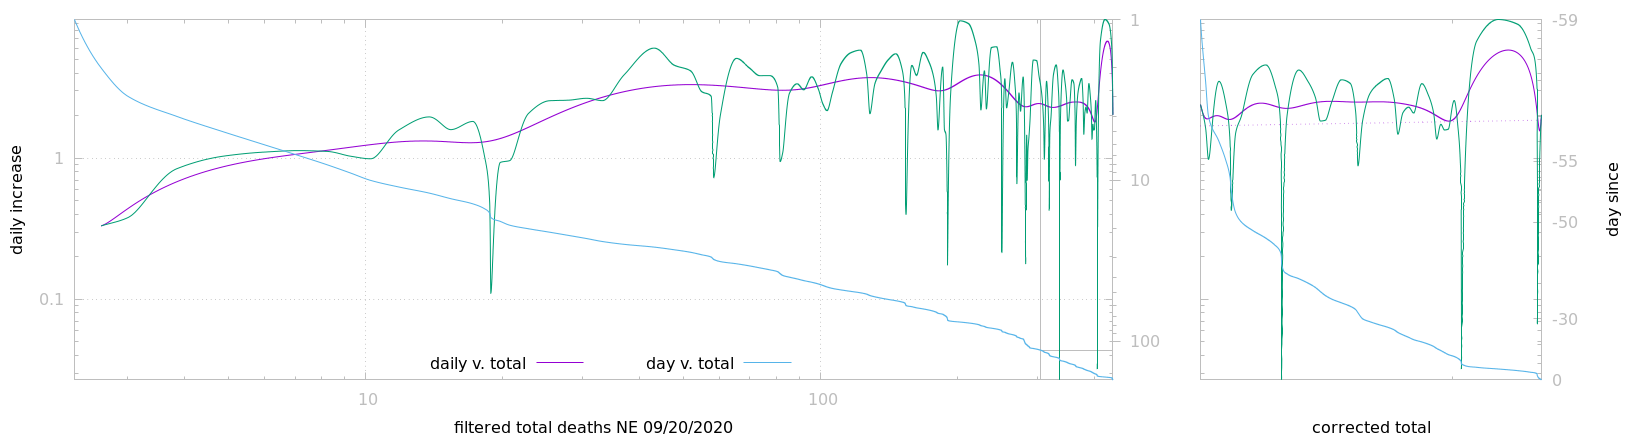 1
-59
daily increase
1
10
-55
-50
day since
0.1
-30
100
daily v. total
day v. total
0
10
100
filtered total deaths NE 09/20/2020
corrected total